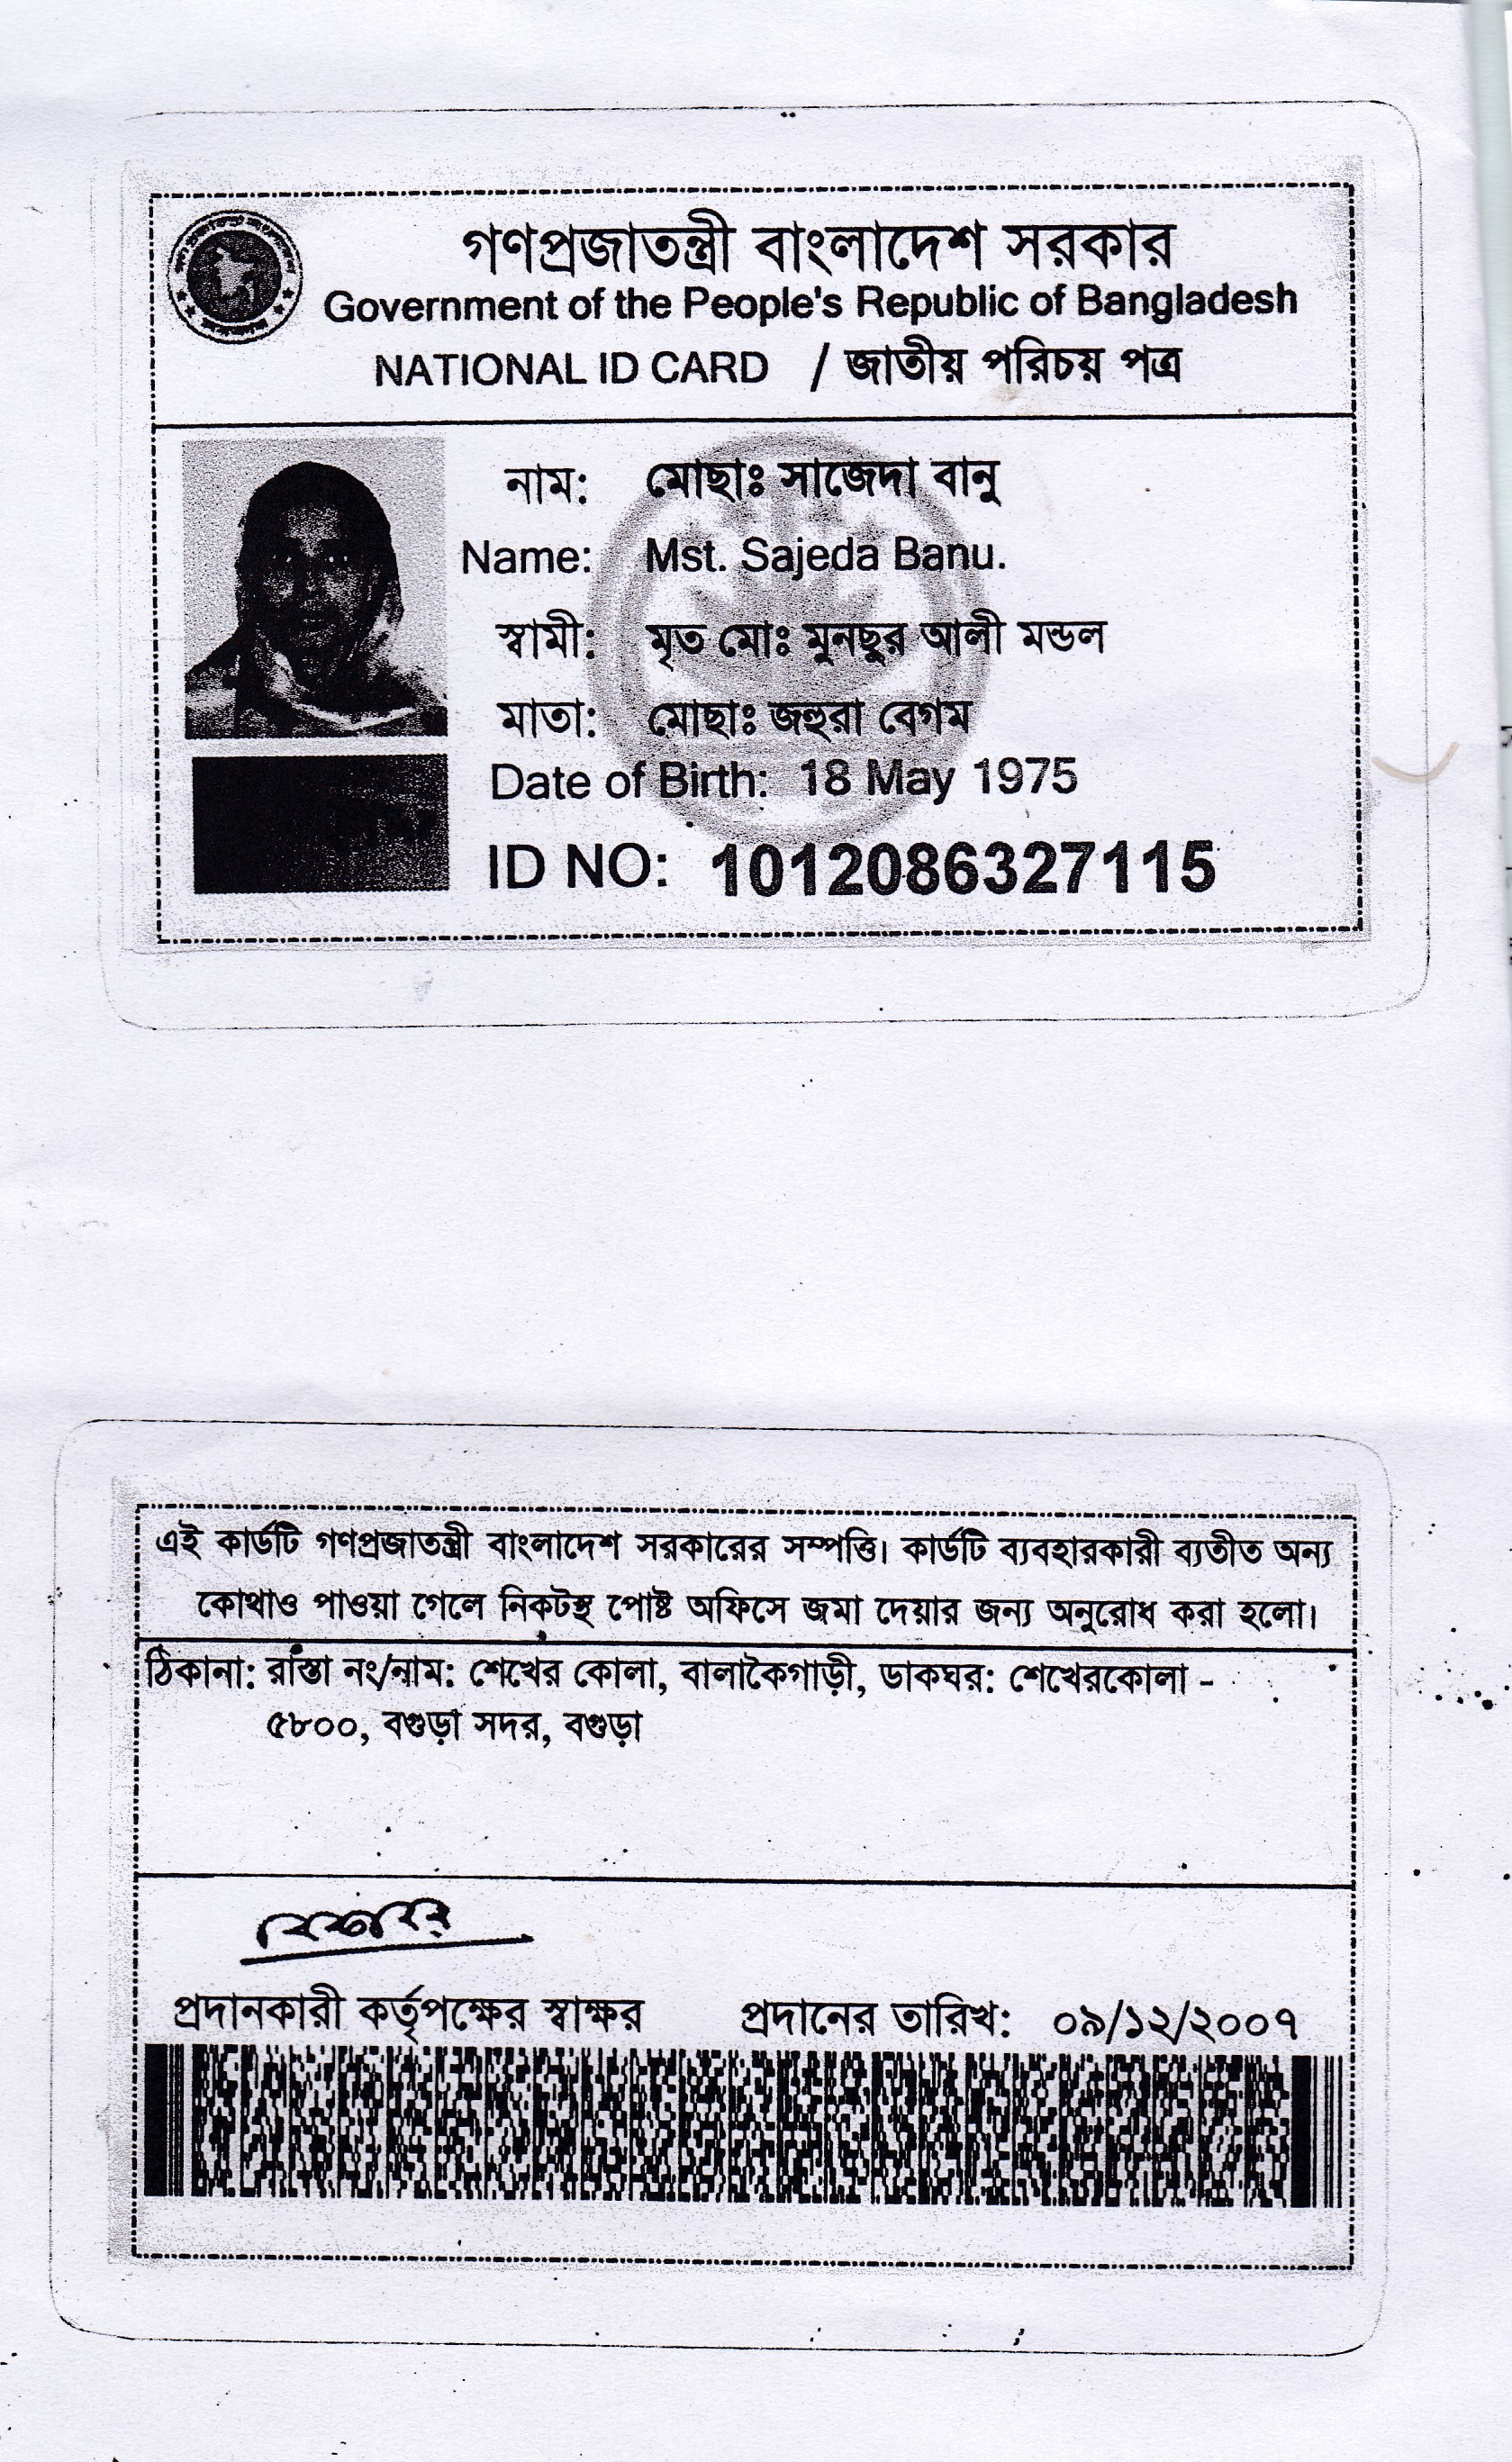 গণপ্রজাতন্ত্রী বাংলাদেশ সরকার
Government of the People's Republic of Bangladesh
NATIONAL ID CARD / জাতীয় পরিচয় পত্র
নাম: মোছাঃ সাজেদা বানু
Name: Mst. Sajeda Banu.
স্বামী: মৃত মোঃ মুনছুর আলী মন্ডল
মাতা: মোছাঃ জহুরা বেগম
Date of Birth: 18 May 1975
ID NO: 1012086327115
এই কার্ডটি গণপ্রজাতন্ত্রী বাংলাদেশ সরকারের সম্পত্তি। কার্ডটি ব্যবহারকারী ব্যতীত অন্য
কোথাও পাওয়া গেলে নিকটস্থ পোষ্ট অফিসে জমা দেয়ার জন্য অনুরোধ করা হলো।
ঠিকানা: রাস্তা নং/নাম: শেখের কোলা, বালাকৈগাড়ী, ডাকঘর: শেখেরকোলা -
৫৮০০, বগুড়া সদর, বগুড়া
প্রদানকারী কর্তৃপক্ষের স্বাক্ষর প্রদানের তারিখ: ০৯/১২/২০০৭